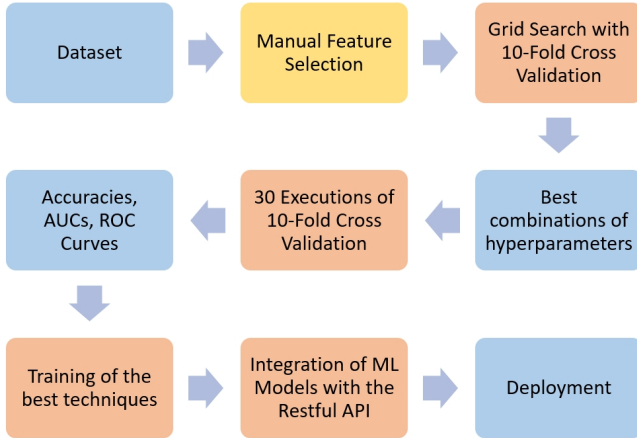 Dataset
Manual Feature
Selection
Grid Search with
10-Fold Cross
Validation
Best
combinations of
hyperparameters
30 Executions of
10-Fold Cross
Validation
Accuracies,
AUCs, ROC
Curves
Training of the
best techniques
Integration of ML
Models with the
Restful API
Deployment